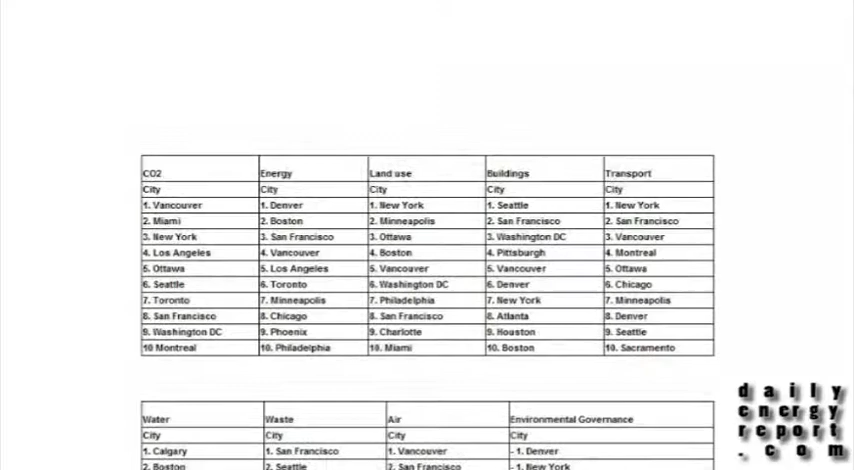 CO2 Energy Land use Buildings Transport
City City City City City
1. Vancouver 1. Denver 1. New York 1. Seattle 1. New York
2. Miami 2. Boston 2. Minneapolis 2. San Francisco 2. San Francisco
3. New York 3. San Francisco 3. Ottawa 3. Washington DC 3. Vancouver
4. Los Angeles 4. Vancouver 4. Boston 4. Pittsburgh 4. Montreal
5. Ottawa 5. Los Angeles 5. Vancouver 5. Vancouver 5. Ottawa
6. Seattle 6. Toronto 6. Washington DC 6. Denver 6. Chicago
7. Toronto 7. Minneapolis 7. Philadelphia 7. New York 7. Minneapolis
8. San Francisco 8. Chicago 8. San Francisco 8. Atlanta 8. Denver
9. Washington DC 9. Phoenix 9. Charlotte 9. Houston 9. Seattle
10 Montreal 10. Philadelphia 10. Miami 10. Boston 10. Sacramento
Water Waste Air Environmental Governance
City City City City
1. Calgary 1. San Francisco 1. Vancouver - 1. Denver
2. Boston 2. Seattle 2. San Francisco - 1. New York
daily
energy
report
.com